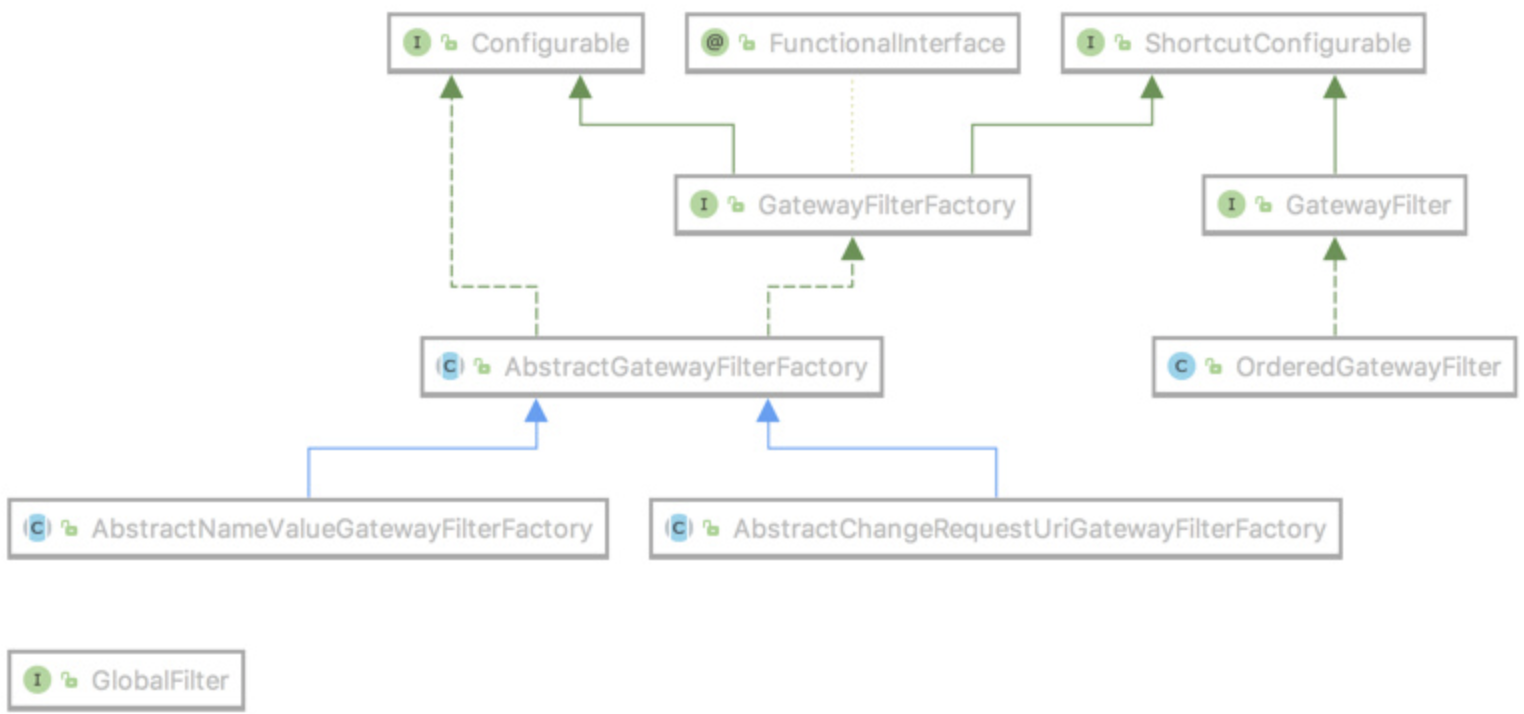 I Configurable
@ FunctionalInterface
I ShortcutConfigurable
I GatewayFilterFactory
I GatewayFilter
C AbstractGatewayFilterFactory
C OrderedGatewayFilter
C AbstractNameValueGatewayFilterFactory
C AbstractChangeRequestUriGatewayFilterFactory
I GlobalFilter